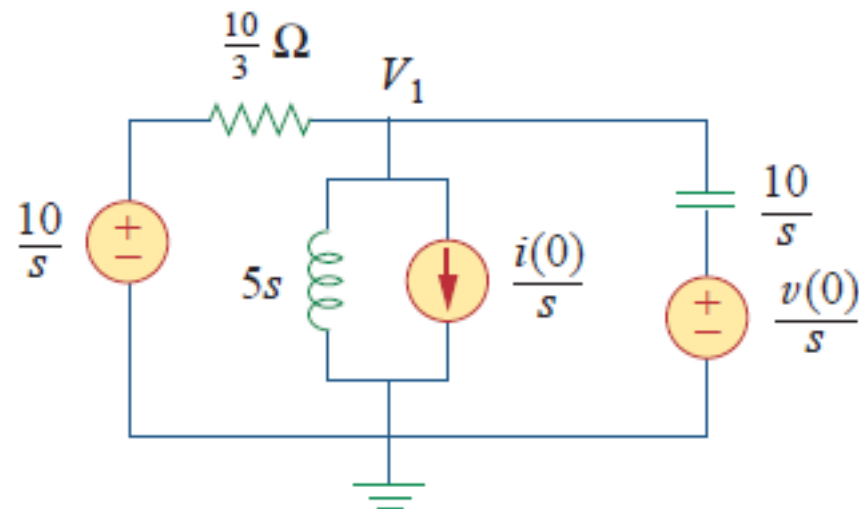 10/3 Ω
V₁
10/s
+
−
5s
i(0)/s
10/s
+
−
v(0)/s